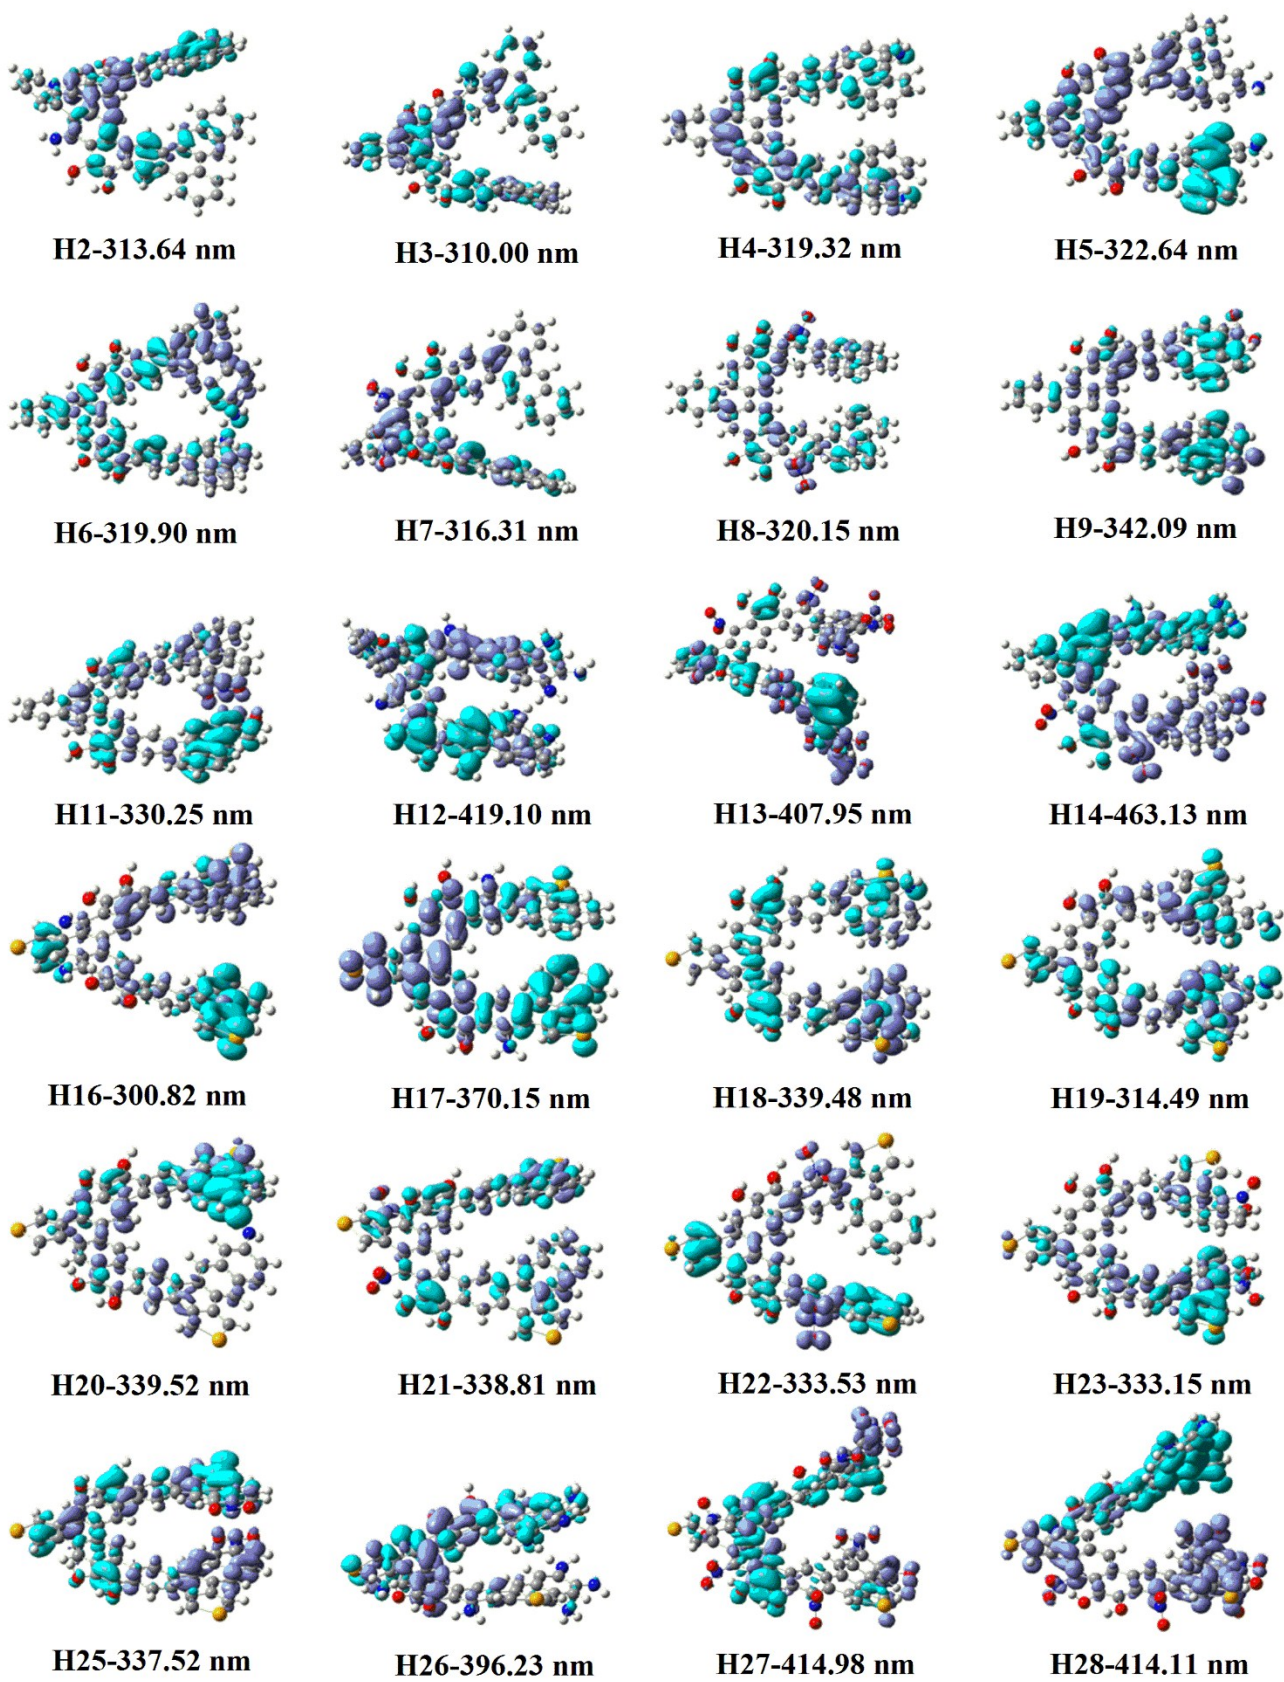 H2-313.64 nm
H3-310.00 nm
H4-319.32 nm
H5-322.64 nm
H6-319.90 nm
H7-316.31 nm
H8-320.15 nm
H9-342.09 nm
H11-330.25 nm
H12-419.10 nm
H13-407.95 nm
H14-463.13 nm
H16-300.82 nm
H17-370.15 nm
H18-339.48 nm
H19-314.49 nm
H20-339.52 nm
H21-338.81 nm
H22-333.53 nm
H23-333.15 nm
H25-337.52 nm
H26-396.23 nm
H27-414.98 nm
H28-414.11 nm